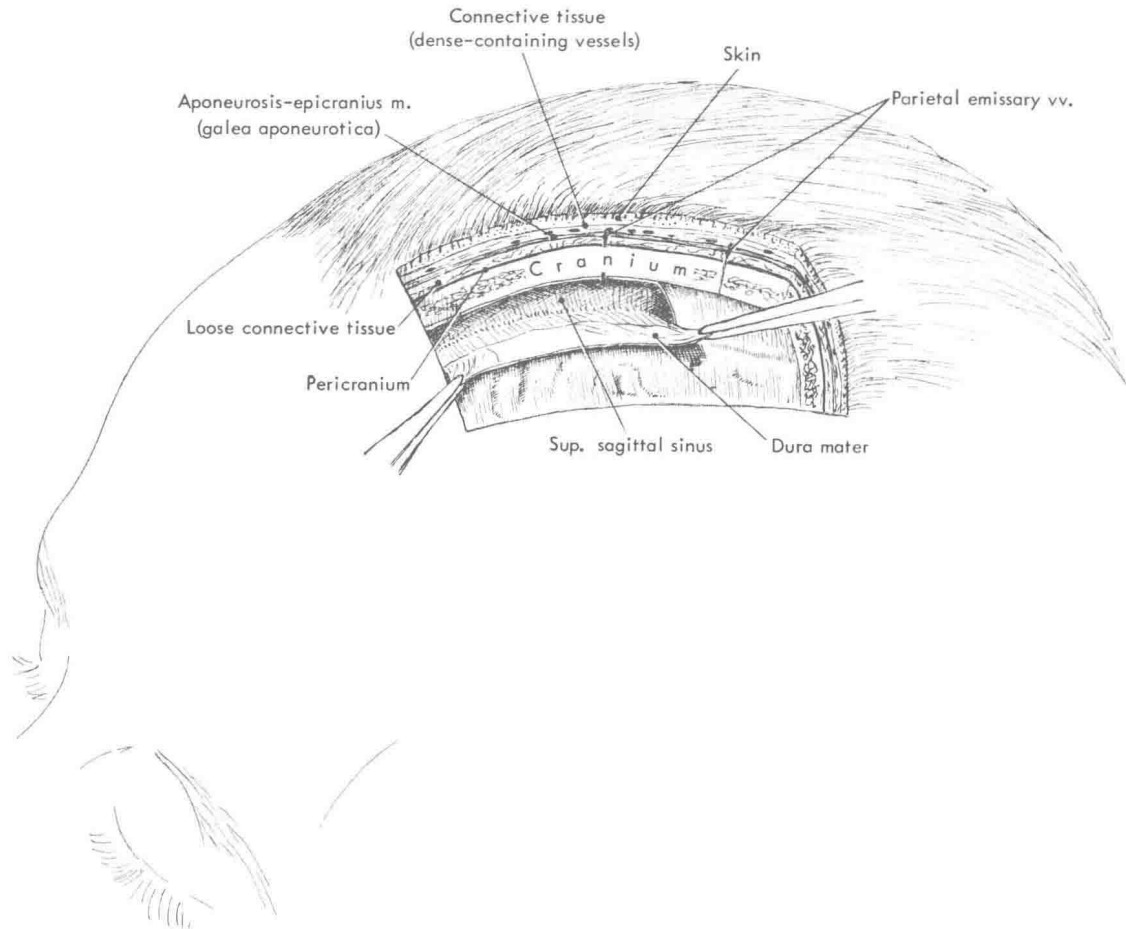 Connective tissue
(dense-containing vessels)
Skin
Aponeurosis-epicranius m.
(galea aponeurotica)
Parietal emissary vv.
Cranium
Loose connective tissue
Pericranium
Sup. sagittal sinus
Dura mater